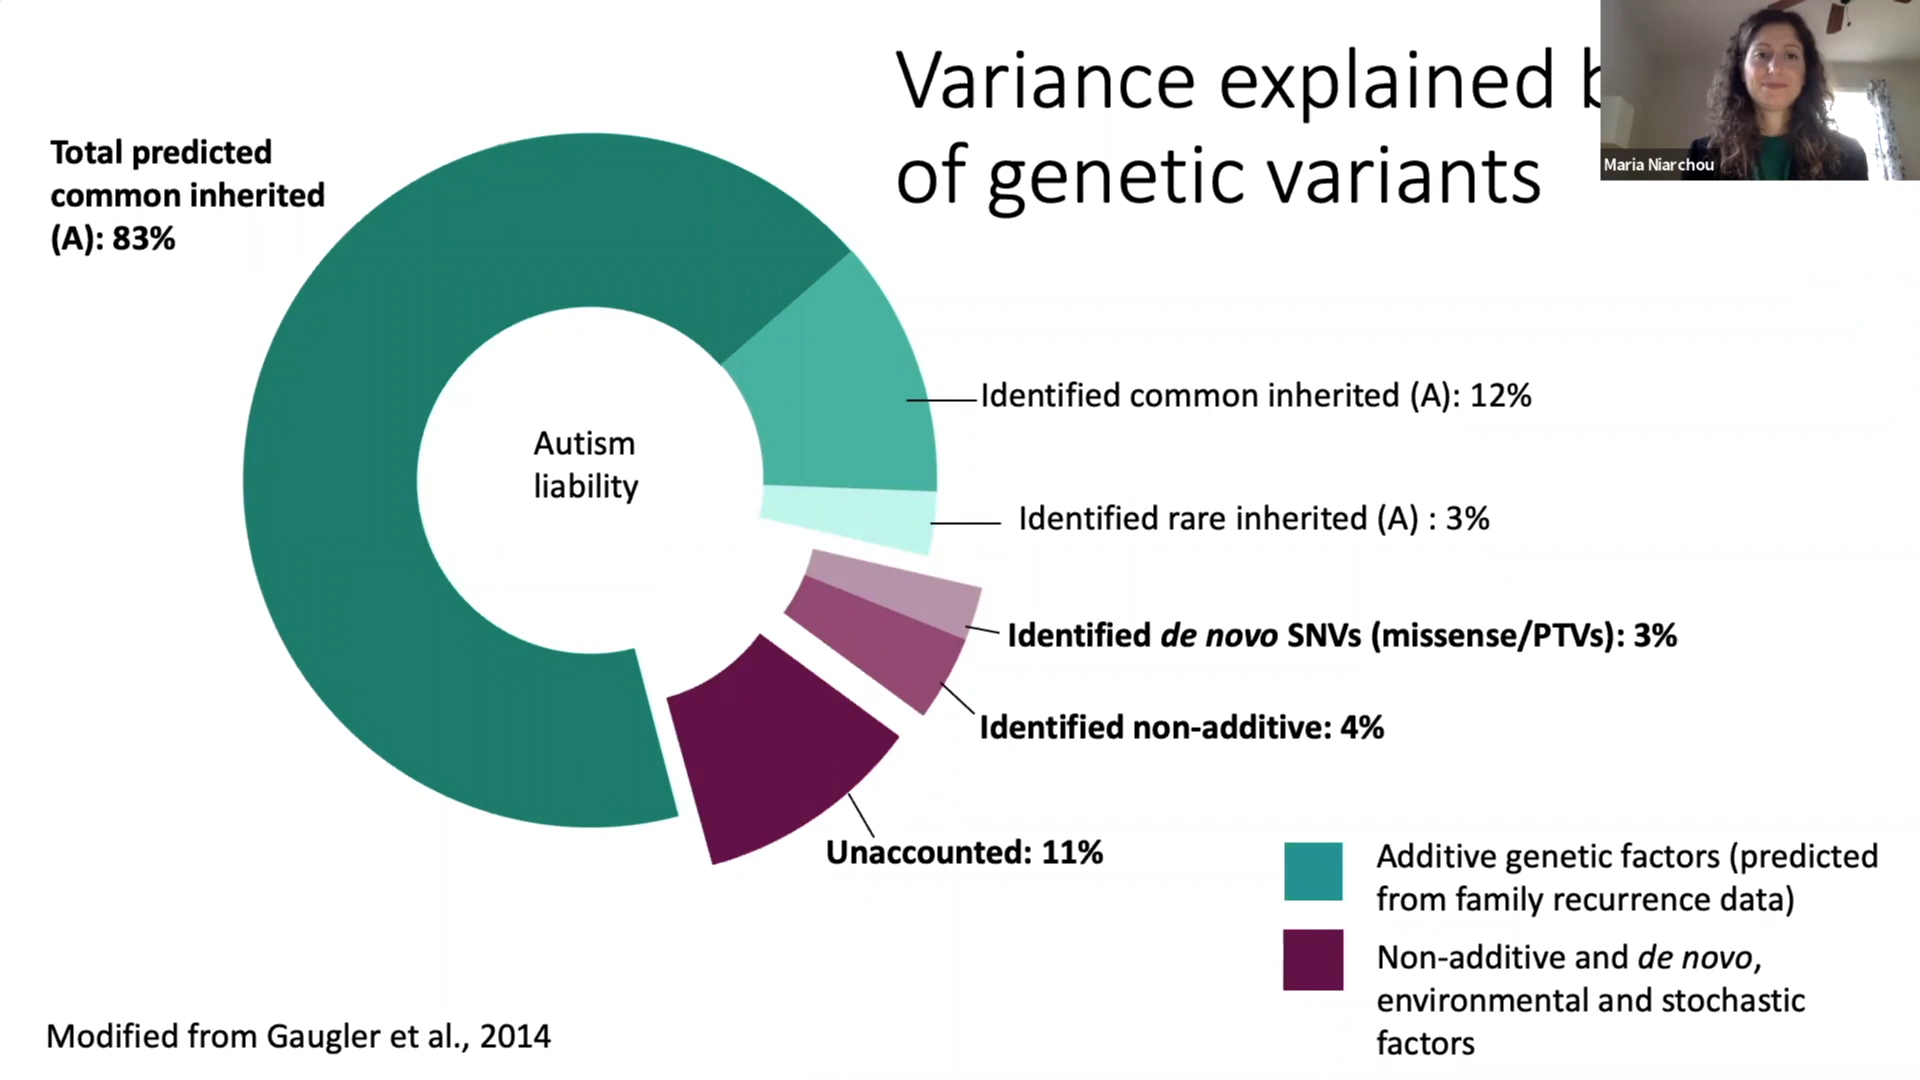 Variance explained
of genetic variants
Maria Niarchou
Total predicted
common inherited
(A): 83%
Autism
liability
Identified common inherited (A): 12%
Identified rare inherited (A) : 3%
Identified de novo SNVs (missense/PTVs): 3%
Identified non-additive: 4%
Unaccounted: 11%
Additive genetic factors (predicted
from family recurrence data)
Non-additive and de novo,
environmental and stochastic
factors
Modified from Gaugler et al., 2014